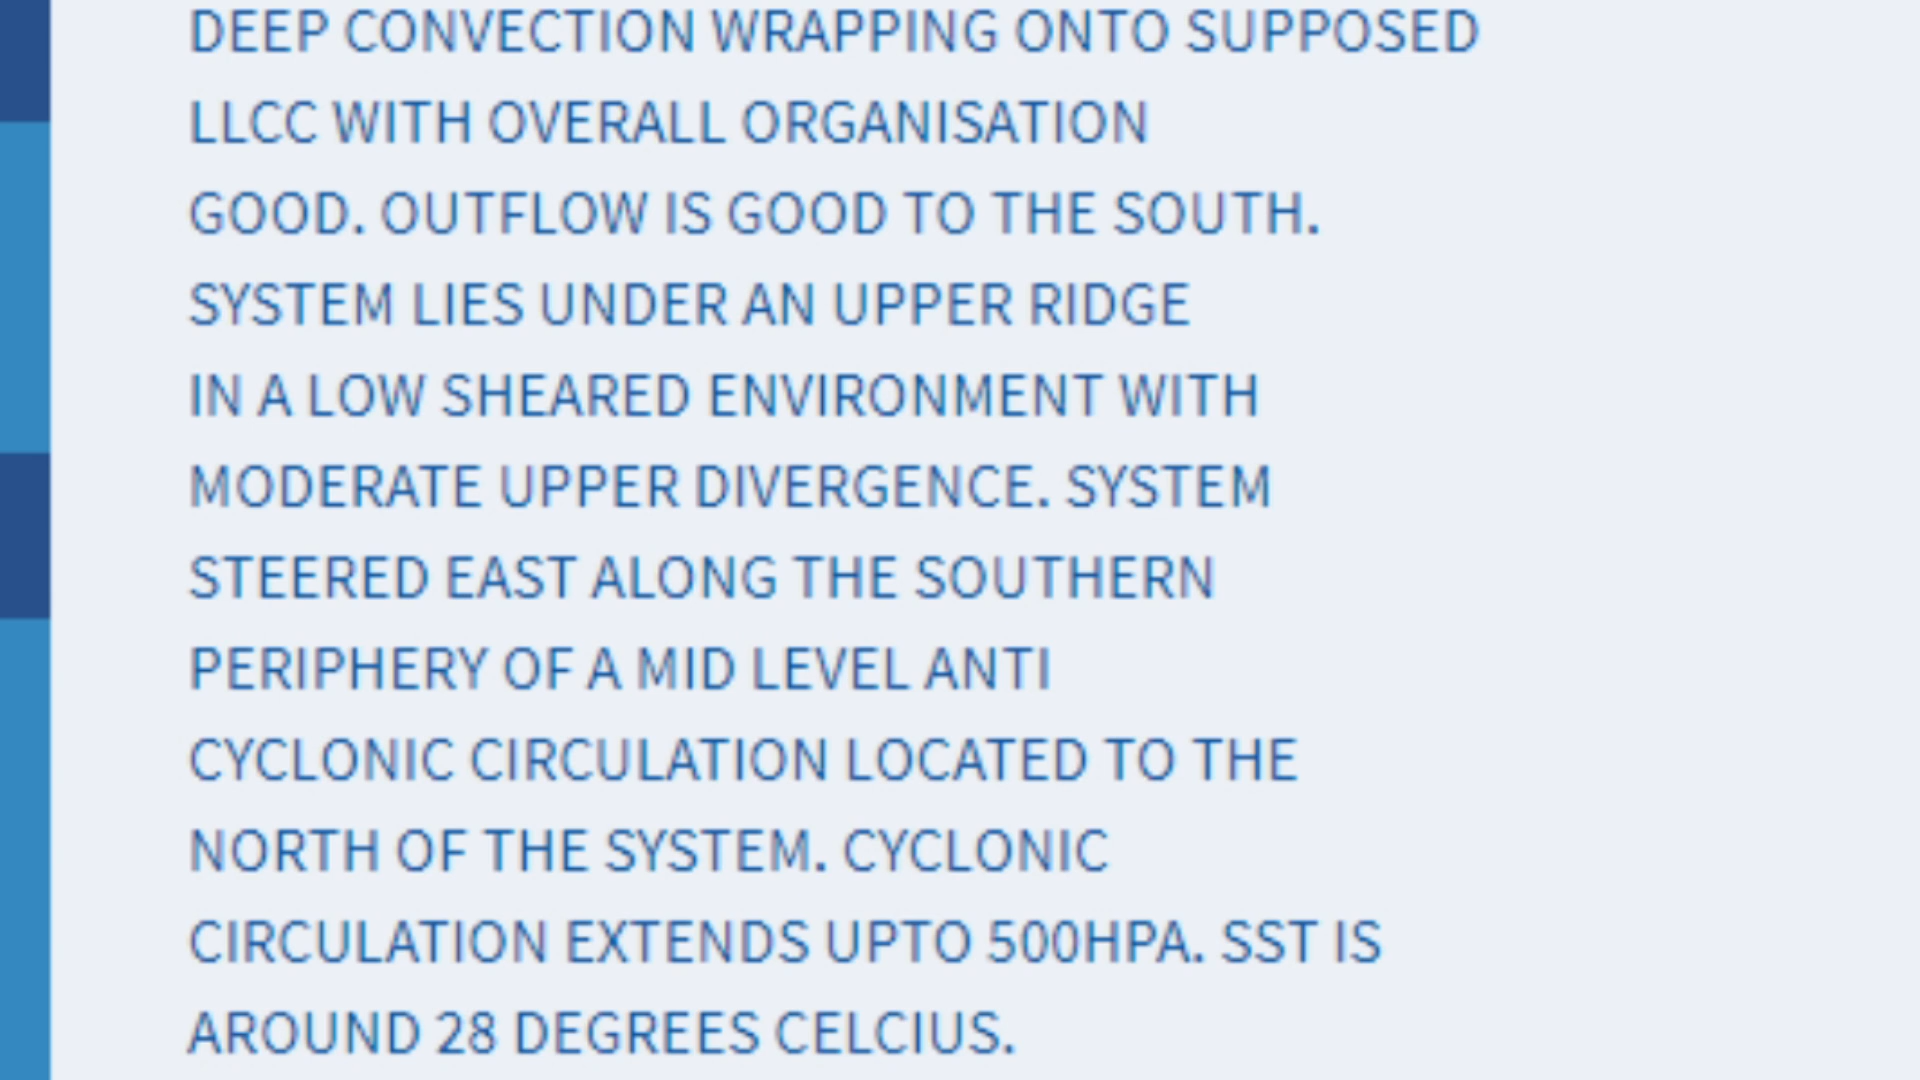 DEEP CONVECTION WRAPPING ONTO SUPPOSED
LLCC WITH OVERALL ORGANISATION
GOOD. OUTFLOW IS GOOD TO THE SOUTH.
SYSTEM LIES UNDER AN UPPER RIDGE
IN A LOW SHEARED ENVIRONMENT WITH
MODERATE UPPER DIVERGENCE. SYSTEM
STEERED EAST ALONG THE SOUTHERN
PERIPHERY OF A MID LEVEL ANTI
CYCLONIC CIRCULATION LOCATED TO THE
NORTH OF THE SYSTEM. CYCLONIC
CIRCULATION EXTENDS UPTO 500HPA. SST IS
AROUND 28 DEGREES CELCIUS.